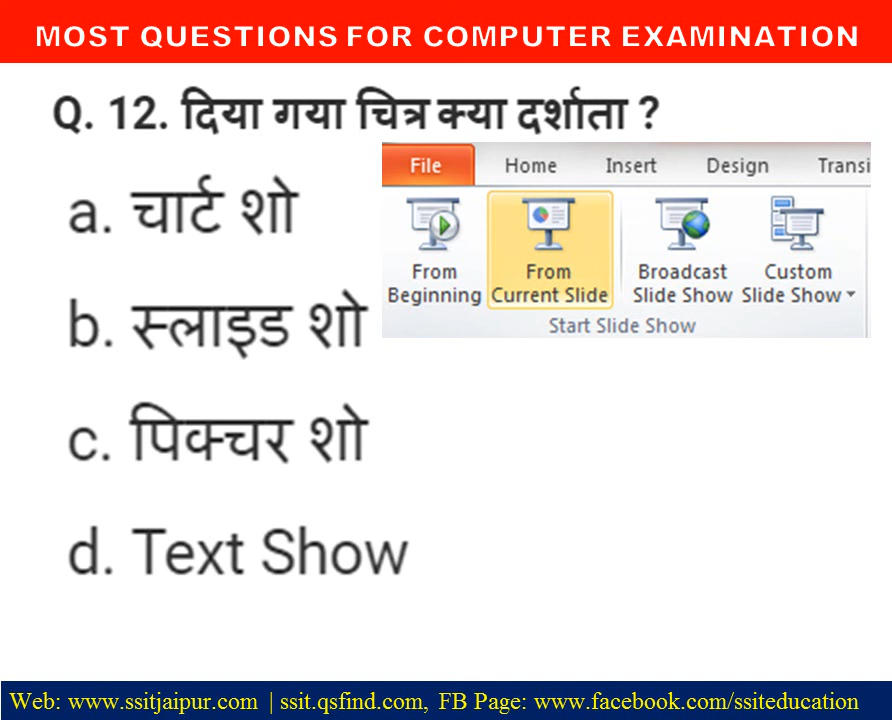 MOST QUESTIONS FOR COMPUTER EXAMINATION
Q. 12. दिया गया चित्र क्या दर्शाता ?
a. चार्ट शो
b. स्लाइड शो
c. पिक्चर शो
d. Text Show
File Home Insert Design Transi
From Beginning From Current Slide Broadcast Slide Show Custom Slide Show
Start Slide Show
Web: www.ssitjaipur.com | ssit.qsfind.com, FB Page: www.facebook.com/ssiteducation